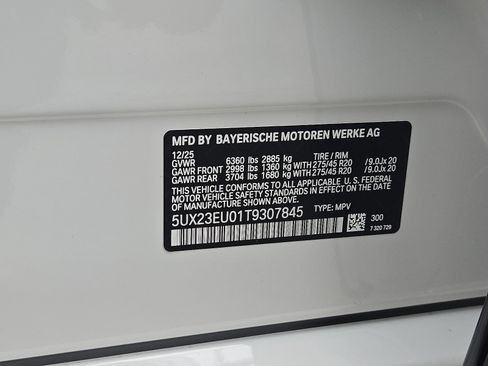 MFD BY BAYERISCHE MOTOREN WERKE AG
12/25 TIRE / RIM
GVWR 6360 lbs 2885 kg
GAWR FRONT 2998 lbs 1360 kg WITH 275/45 R20 / 9.0Jx 20
GAWR REAR 3704 lbs 1680 kg WITH 275/45 R20 / 9.0Jx 20
THIS VEHICLE CONFORMS TO ALL APPLICABLE U.S. FEDERAL
MOTOR VEHICLE SAFETY STANDARDS IN EFFECT ON THE DATE
OF MANUFACTURE SHOWN ABOVE.
5UX23EU01T9307845 TYPE: MPV
300
7 320 729